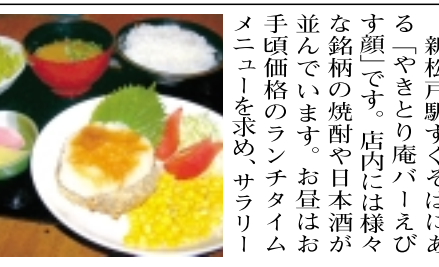 新松戸駅すぐそばにあ
る「やきとり庵バーえび
す顔」です。店内には様々
な銘柄の焼酎や日本酒が
並んでいます。お昼はお
手頃価格のランチタイム
メニューを求め、サラリー